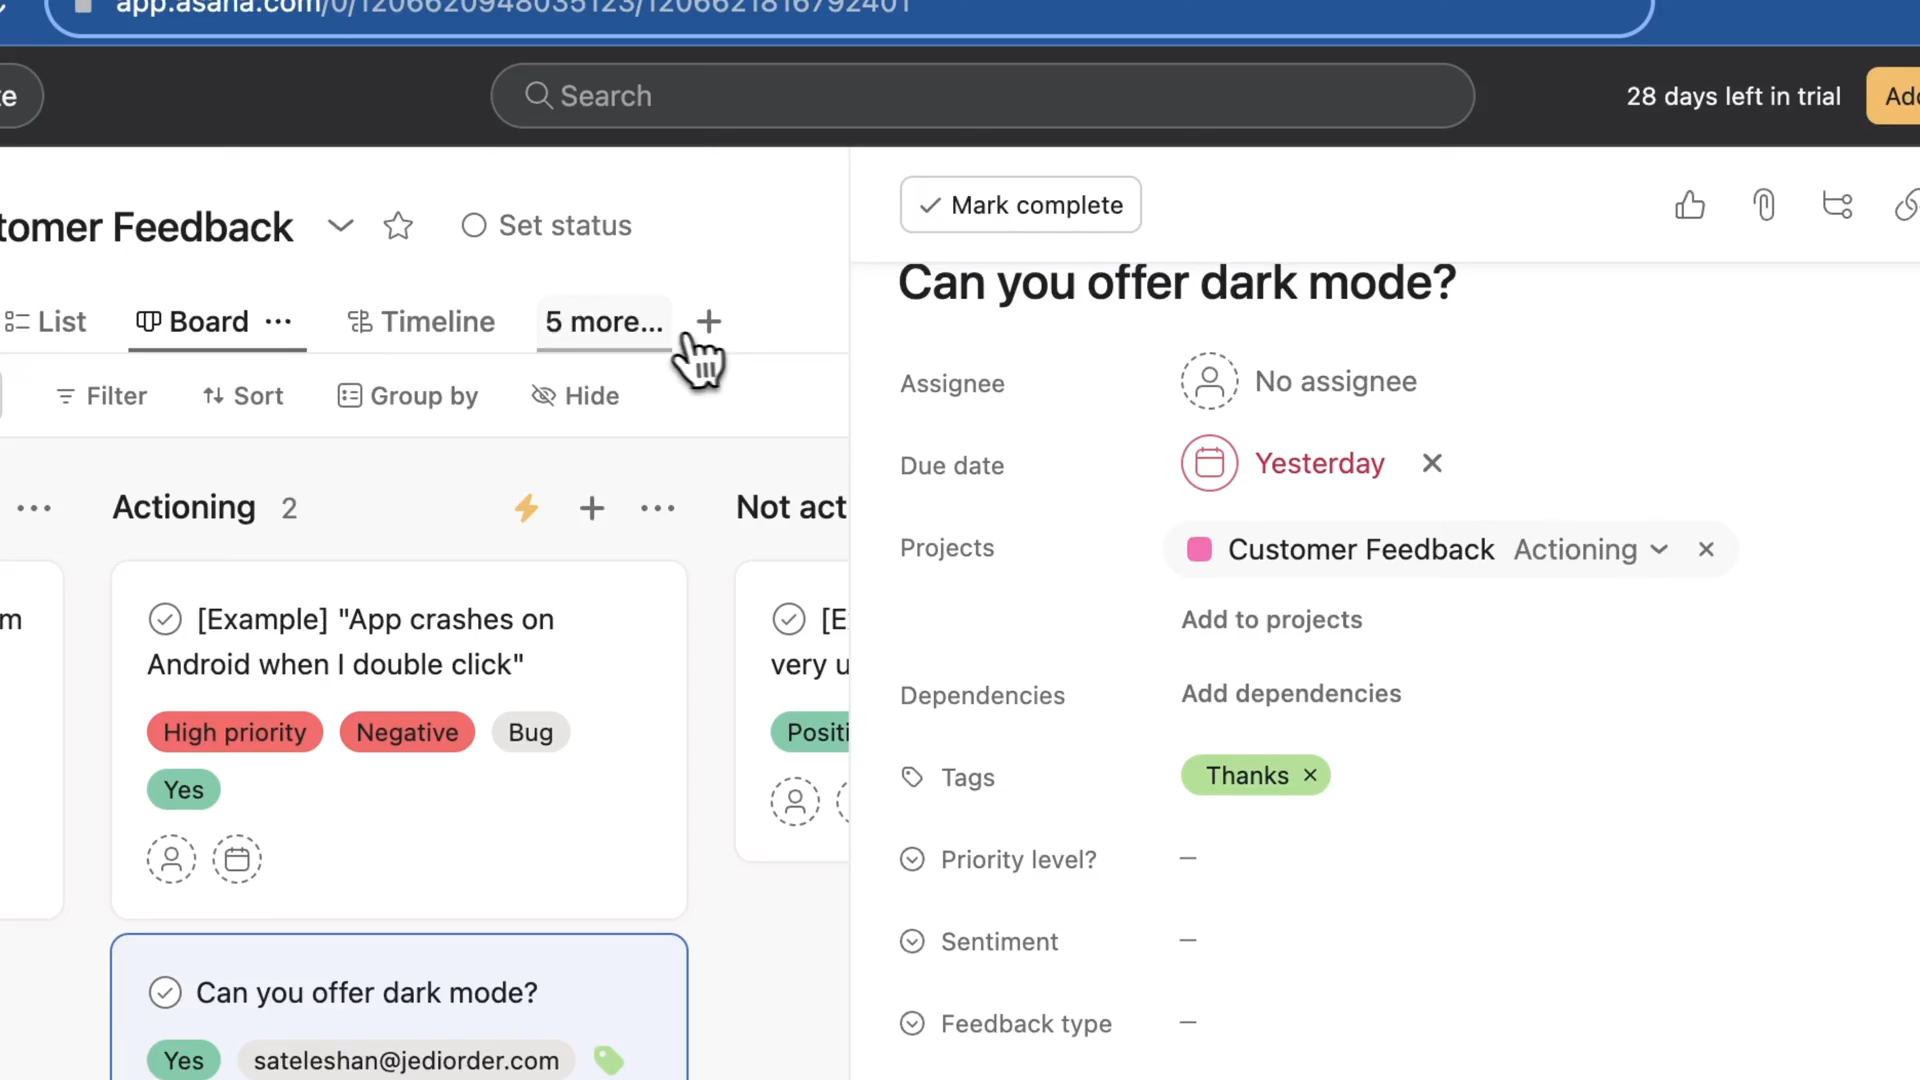 app.asana.com/0/1206620948035123/1206621816792401
Search
28 days left in trial
Customer Feedback
Set status
List
Board
Timeline
5 more...
Filter
Sort
Group by
Hide
Actioning 2
Not act
[Example] "App crashes on
Android when I double click"
High priority Negative Bug
Yes
very u
Positi
Can you offer dark mode?
Yes sateleshan@jediorder.com
Mark complete
Can you offer dark mode?
Assignee No assignee
Due date Yesterday
Projects Customer Feedback Actioning
Add to projects
Dependencies Add dependencies
Tags Thanks
Priority level? —
Sentiment —
Feedback type —